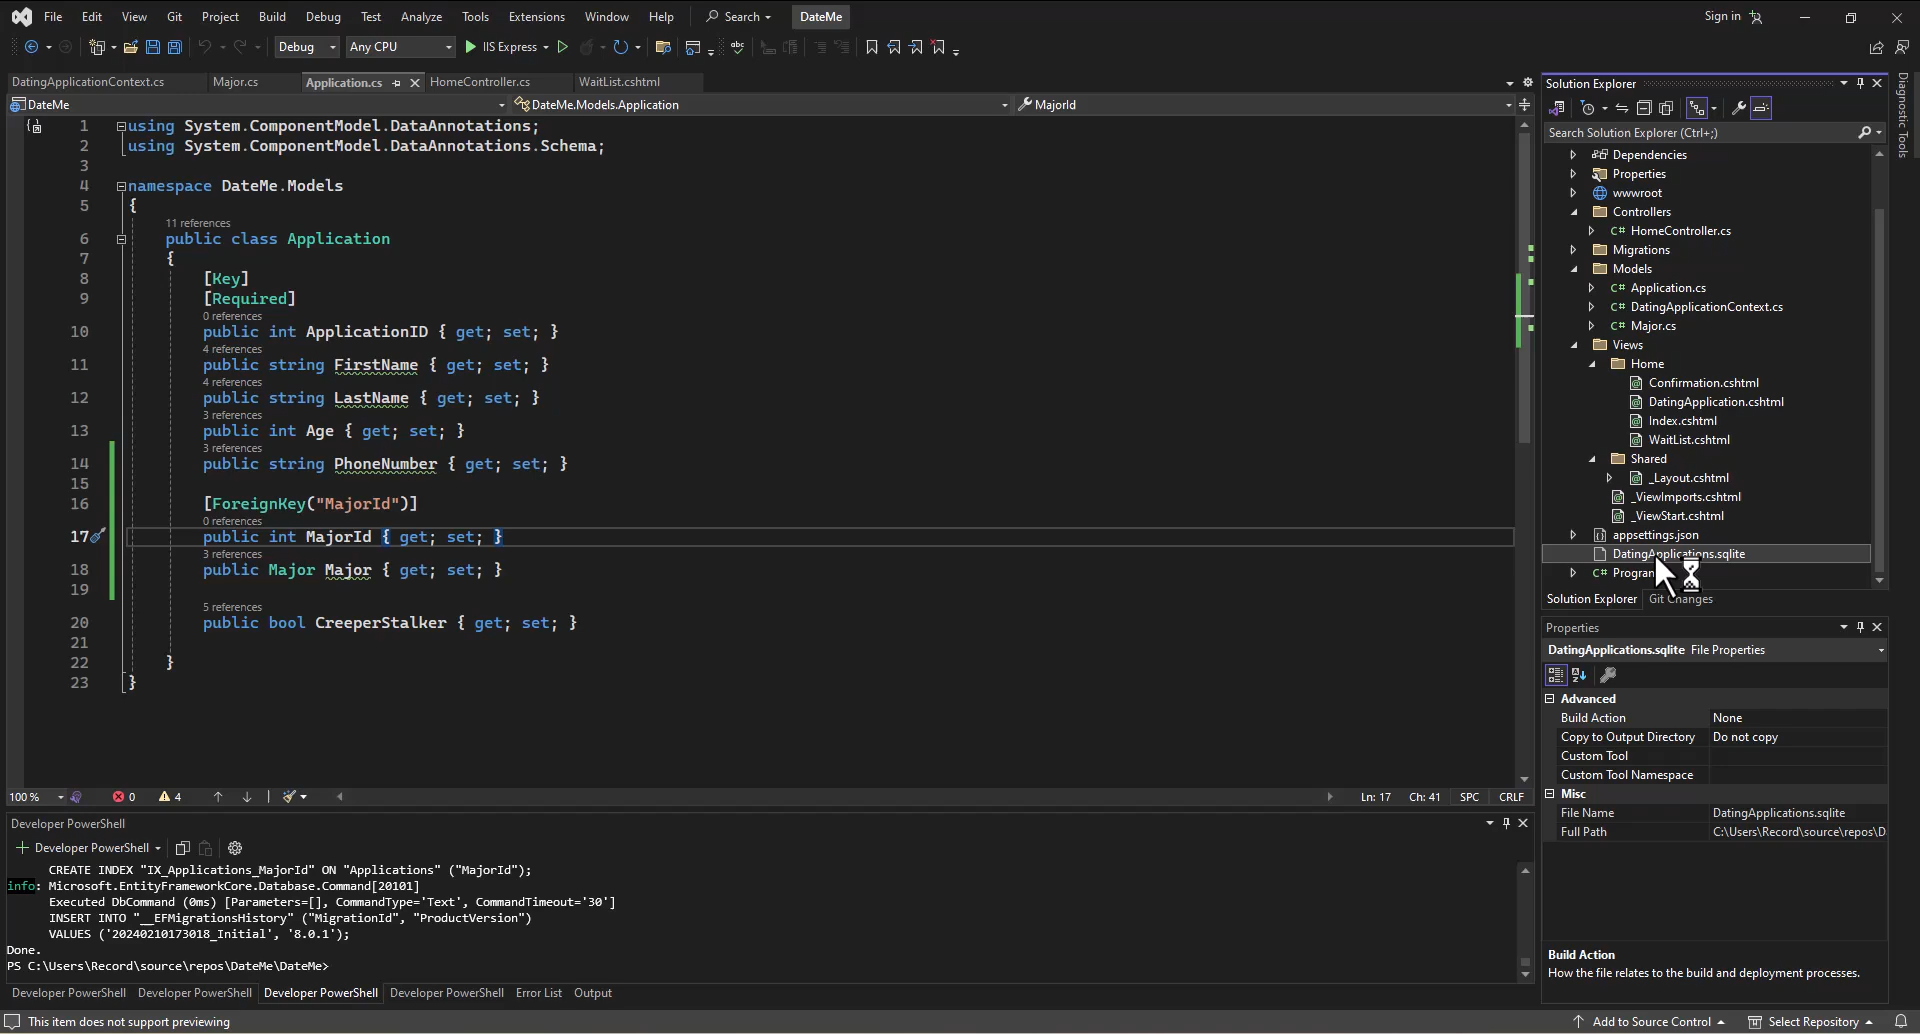 File Edit View Git Project Build Debug Test Analyze Tools Extensions Window Help Search DateMe Sign in
Debug Any CPU IIS Express
DatingApplicationContext.cs Major.cs Application.cs HomeController.cs WaitList.cshtml
DateMe DateMe.Models.Application MajorId
1 using System.ComponentModel.DataAnnotations;
2 using System.ComponentModel.DataAnnotations.Schema;
3
4 namespace DateMe.Models
5 {
11 references
6 public class Application
7 {
8 [Key]
9 [Required]
0 references
10 public int ApplicationID { get; set; }
4 references
11 public string FirstName { get; set; }
4 references
12 public string LastName { get; set; }
3 references
13 public int Age { get; set; }
3 references
14 public string PhoneNumber { get; set; }
15
16 [ForeignKey("MajorId")]
0 references
17 public int MajorId { get; set; }
3 references
18 public Major Major { get; set; }
19
5 references
20 public bool CreeperStalker { get; set; }
21
22 }
23 }
100 % 0 4 Ln: 17 Ch: 41 SPC CRLF
Developer PowerShell
Developer PowerShell
CREATE INDEX "IX_Applications_MajorId" ON "Applications" ("MajorId");
info: Microsoft.EntityFrameworkCore.Database.Command[20101]
Executed DbCommand (0ms) [Parameters=[], CommandType='Text', CommandTimeout='30']
INSERT INTO "__EFMigrationsHistory" ("MigrationId", "ProductVersion")
VALUES ('20240210173018_Initial', '8.0.1');
Done.
PS C:\Users\Record\source\repos\DateMe\DateMe>
Developer PowerShell Developer PowerShell Developer PowerShell Developer PowerShell Error List Output
This item does not support previewing
Solution Explorer
Search Solution Explorer (Ctrl+;)
Dependencies
Properties
wwwroot
Controllers
C# HomeController.cs
Migrations
Models
C# Application.cs
C# DatingApplicationContext.cs
C# Major.cs
Views
Home
Confirmation.cshtml
DatingApplication.cshtml
Index.cshtml
WaitList.cshtml
Shared
_Layout.cshtml
_ViewImports.cshtml
_ViewStart.cshtml
appsettings.json
DatingApplications.sqlite
C# Program
Solution Explorer Git Changes
Properties
DatingApplications.sqlite File Properties
Advanced
Build Action None
Copy to Output Directory Do not copy
Custom Tool
Custom Tool Namespace
Misc
File Name DatingApplications.sqlite
Full Path C:\Users\Record\source\repos\D
Build Action
How the file relates to the build and deployment processes.
Add to Source Control Select Repository
Diagnostic Tools